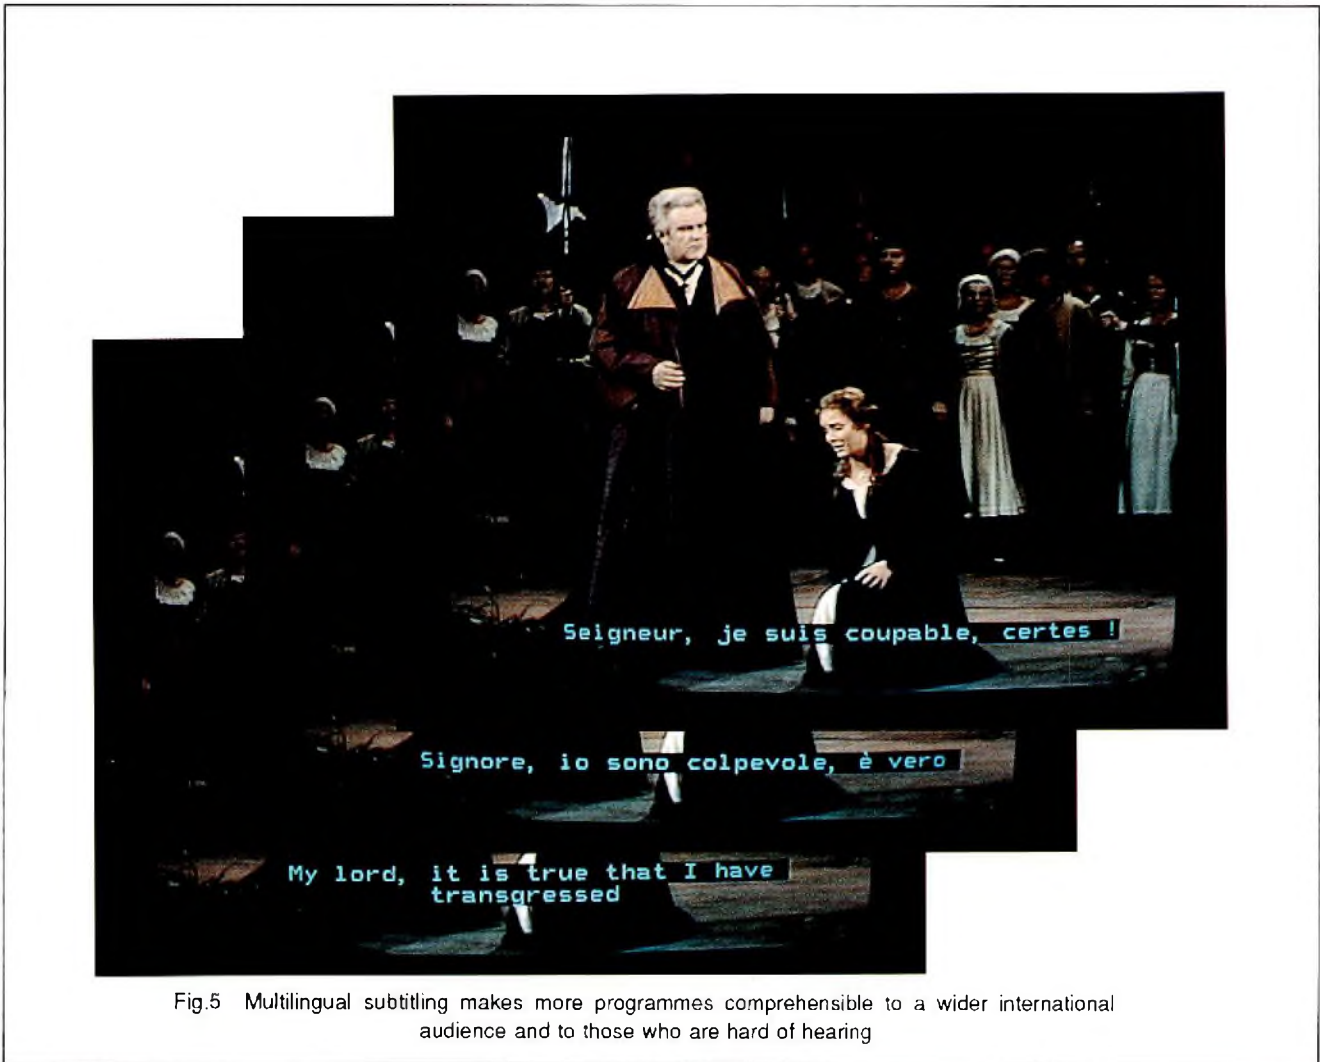 Seigneur, je suis coupable, certes !
Signore, io sono colpevole, è vero
My lord, it is true that I have
transgressed
Fig.5 Multilingual subtitling makes more programmes comprehensible to a wider international
audience and to those who are hard of hearing